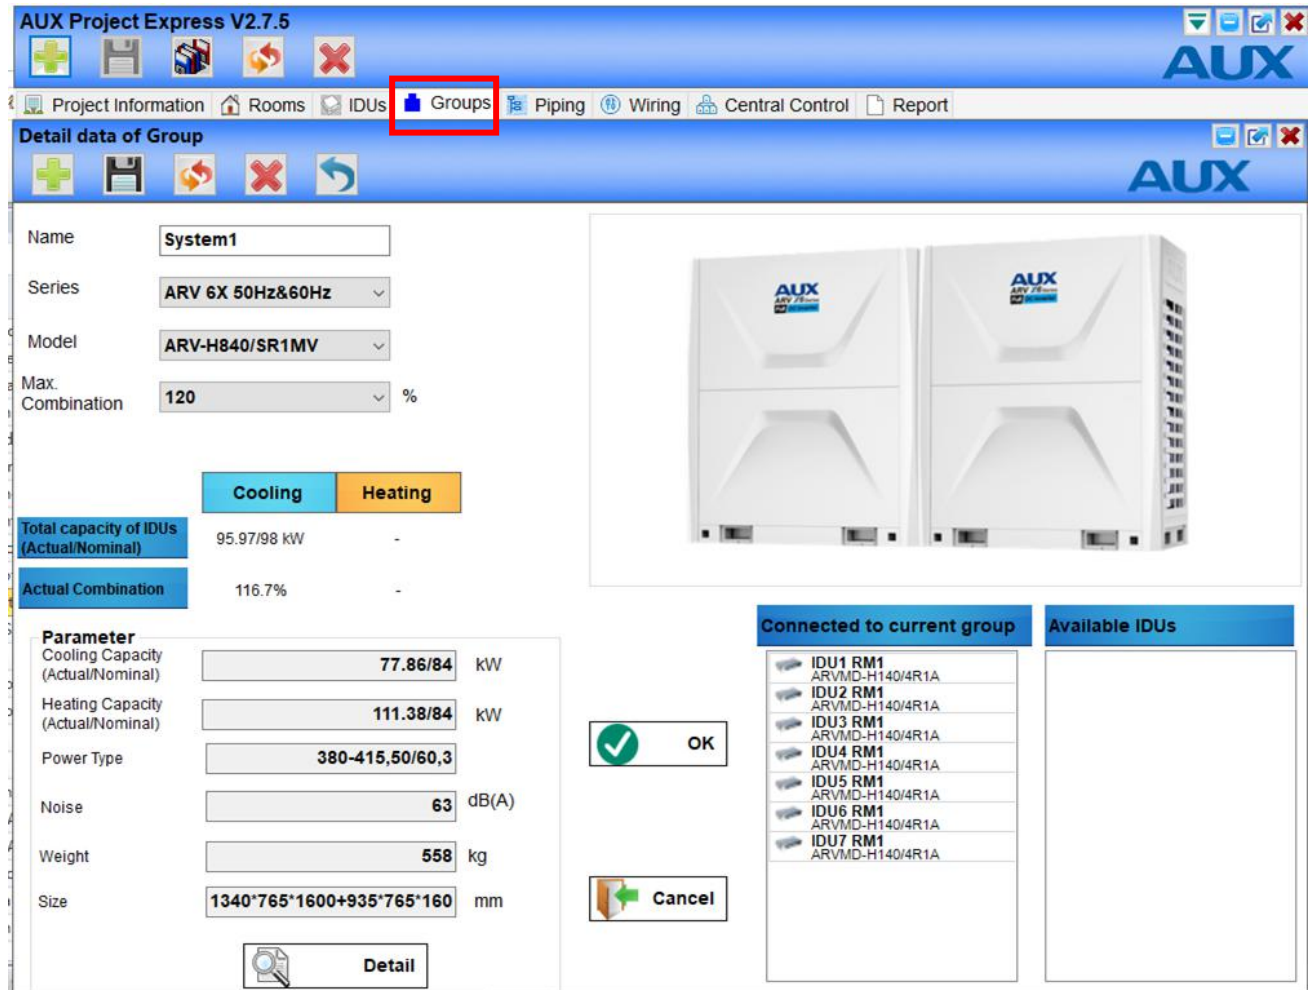 AUX Project Express V2.7.5
AUX
Project Information Rooms IDUs Groups Piping Wiring Central Control Report
Detail data of Group
AUX
Name System1
Series ARV 6X 50Hz&60Hz
Model ARV-H840/SR1MV
Max.
Combination 120 %
AUX
AUX
Cooling Heating
Total capacity of IDUs
(Actual/Nominal) 95.97/98 kW -
Actual Combination 116.7% -
Parameter
Cooling Capacity
(Actual/Nominal) 77.86/84 kW
Heating Capacity
(Actual/Nominal) 111.38/84 kW
Power Type 380-415,50/60,3
Noise 63 dB(A)
Weight 558 kg
Size 1340*765*1600+935*765*160 mm
Detail
OK
Cancel
Connected to current group
IDU1 RM1
ARVMD-H140/4R1A
IDU2 RM1
ARVMD-H140/4R1A
IDU3 RM1
ARVMD-H140/4R1A
IDU4 RM1
ARVMD-H140/4R1A
IDU5 RM1
ARVMD-H140/4R1A
IDU6 RM1
ARVMD-H140/4R1A
IDU7 RM1
ARVMD-H140/4R1A
Available IDUs